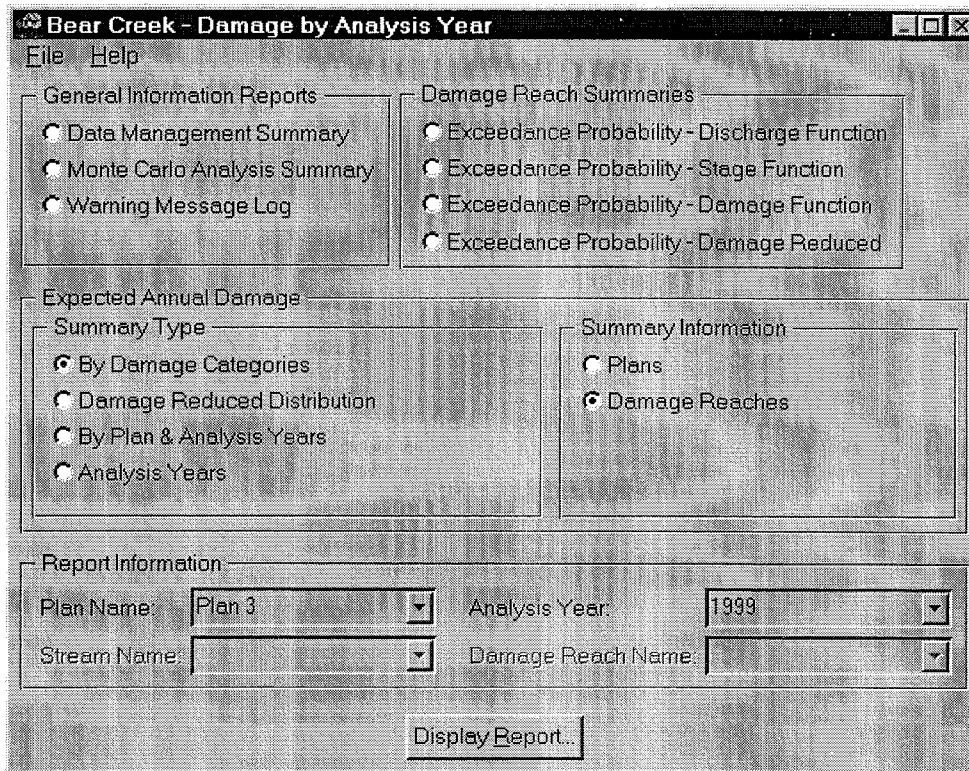 Bear Creek - Damage by Analysis Year
File Help
General Information Reports
Data Management Summary
Monte Carlo Analysis Summary
Warning Message Log
Damage Reach Summaries
Exceedance Probability - Discharge Function
Exceedance Probability - Stage Function
Exceedance Probability - Damage Function
Exceedance Probability - Damage Reduced
Expected Annual Damage
Summary Type
By Damage Categories
Damage Reduced Distribution
By Plan & Analysis Years
Analysis Years
Summary Information
Plans
Damage Reaches
Report Information
Plan Name: Plan 3
Analysis Year: 1999
Stream Name:
Damage Reach Name:
Display Report...